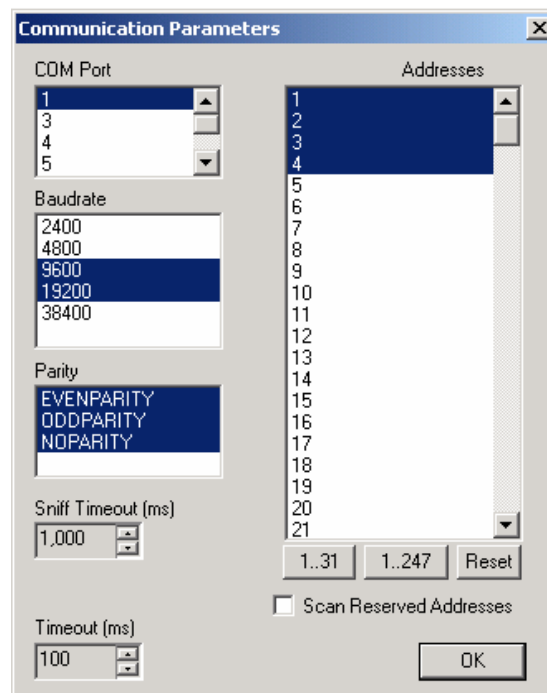 Communication Parameters
COM Port
1
3
4
5
Baudrate
2400
4800
9600
19200
38400
Parity
EVENPARITY
ODDPARITY
NOPARITY
Sniff Timeout (ms)
1,000
Timeout (ms)
100
Addresses
1
2
3
4
5
6
7
8
9
10
11
12
13
14
15
16
17
18
19
20
21
1..31 1..247 Reset
Scan Reserved Addresses
OK